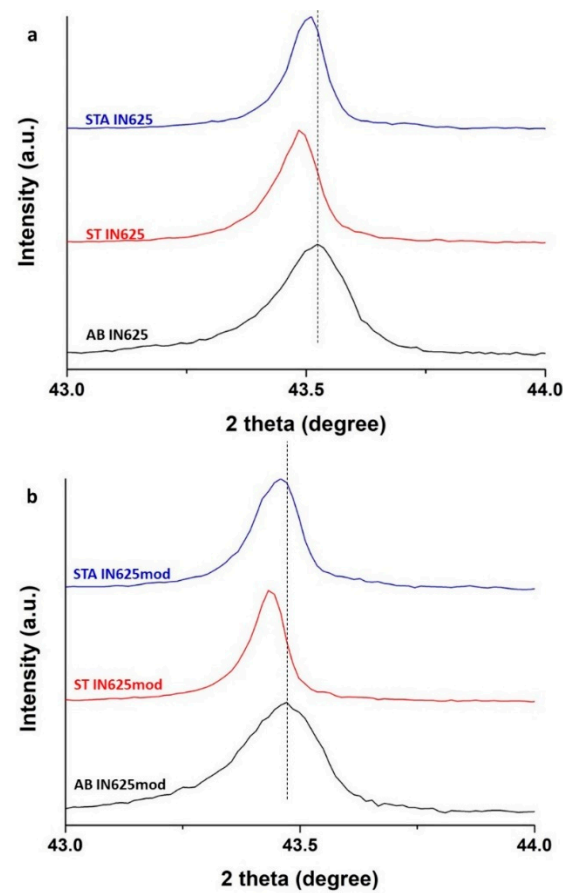 a
STA IN625
ST IN625
AB IN625
Intensity (a.u.)
43.0
43.5
44.0
2 theta (degree)
b
STA IN625mod
ST IN625mod
AB IN625mod
Intensity (a.u.)
43.0
43.5
44.0
2 theta (degree)